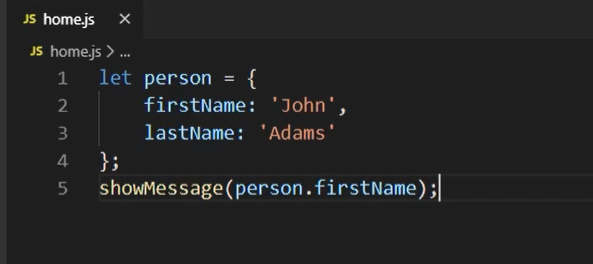 JS home.js ×
JS home.js > ...
1 let person = {
2 firstName: 'John',
3 lastName: 'Adams'
4 };
5 showMessage(person.firstName);